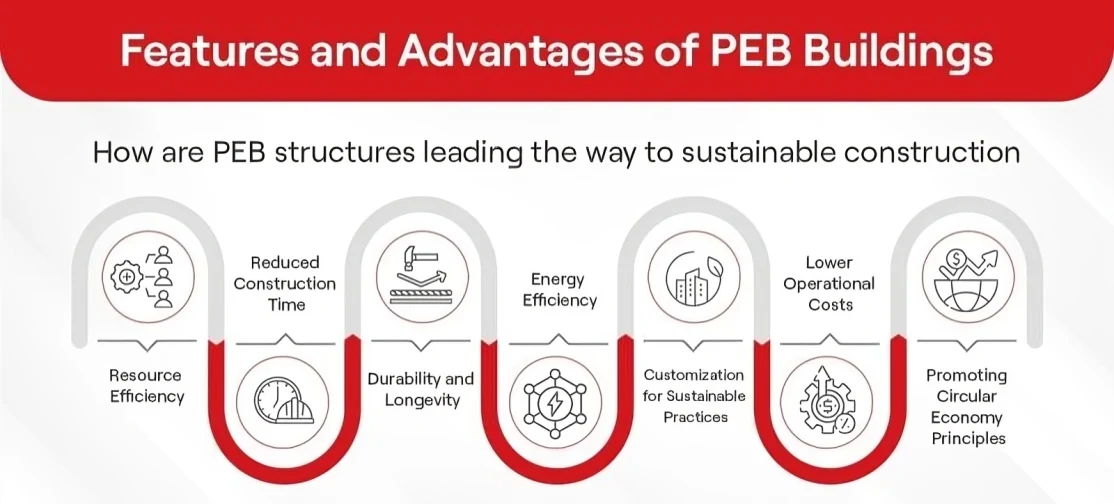 Features and Advantages of PEB Buildings
How are PEB structures leading the way to sustainable construction
Resource
Efficiency
Reduced
Construction
Time
Durability and
Longevity
Energy
Efficiency
Customization
for Sustainable
Practices
Lower
Operational
Costs
Promoting
Circular
Economy
Principles